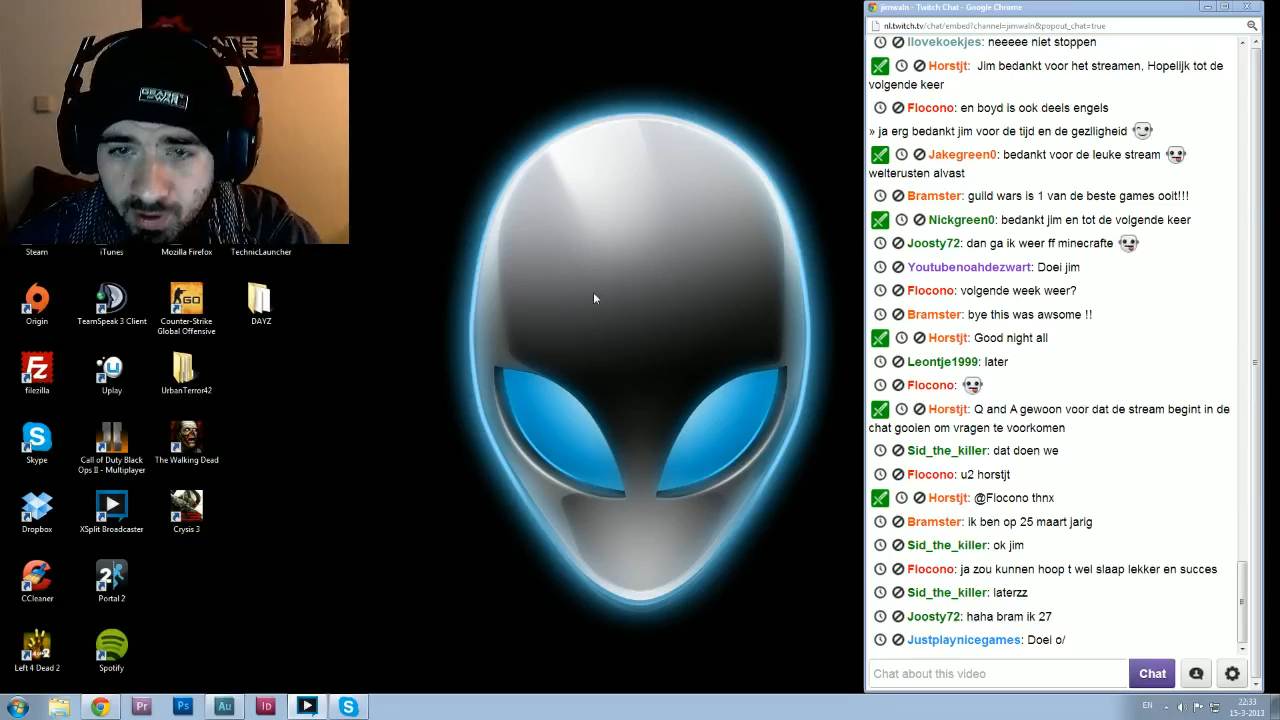 GEARS
jimwaln - Twitch Chat - Google Chrome
nl.twitch.tv/chat/embed?channel=jimwaln&popout_chat=true
Ilovekoekjes: neeeee niet stoppen
Horstjt: Jim bedankt voor het streamen, Hopelijk tot de
volgende keer
Flocono: en boyd is ook deels engels
» ja erg bedankt jim voor de tijd en de gezlligheid
Jakegreen0: bedankt voor de leuke stream
welterusten alvast
Bramster: guild wars is 1 van de beste games ooit!!!
Nickgreen0: bedankt jim en tot de volgende keer
Joosty72: dan ga ik weer ff minecrafte
Youtubenoahdezwart: Doei jim
Flocono: volgende week weer?
Bramster: bye this was awsome !!
Horstjt: Good night all
Leontje1999: later
Flocono:
Horstjt: Q and A gewoon voor dat de stream begint in de
chat gooien om vragen te voorkomen
Sid_the_killer: dat doen we
Flocono: u2 horstjt
Horstjt: @Flocono thnx
Bramster: ik ben op 25 maart jarig
Sid_the_killer: ok jim
Flocono: ja zou kunnen hoop t wel slaap lekker en succes
Sid_the_killer: laterzz
Joosty72: haha bram ik 27
Justplaynicegames: Doei o/
Chat about this video
Chat
Steam
iTunes
Mozilla Firefox
TechnicLauncher
Origin
TeamSpeak 3 Client
Counter-Strike
Global Offensive
DAYZ
filezilla
Uplay
UrbanTerror42
Skype
Call of Duty Black
Ops II - Multiplayer
The Walking Dead
Dropbox
XSplit Broadcaster
Crysis 3
CCleaner
Portal 2
Left 4 Dead 2
Spotify
Pr
Ps
Au
Id
EN
22:33
15-3-2013